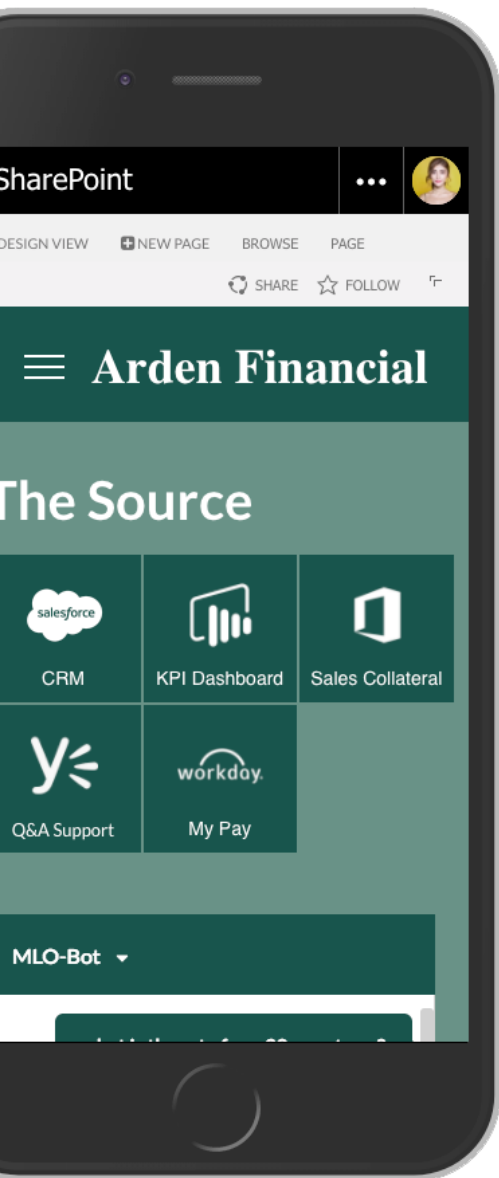 SharePoint
DESIGN VIEW NEW PAGE BROWSE PAGE
SHARE FOLLOW
Arden Financial
The Source
salesforce
CRM KPI Dashboard Sales Collateral
workday.
Q&A Support My Pay
MLO-Bot